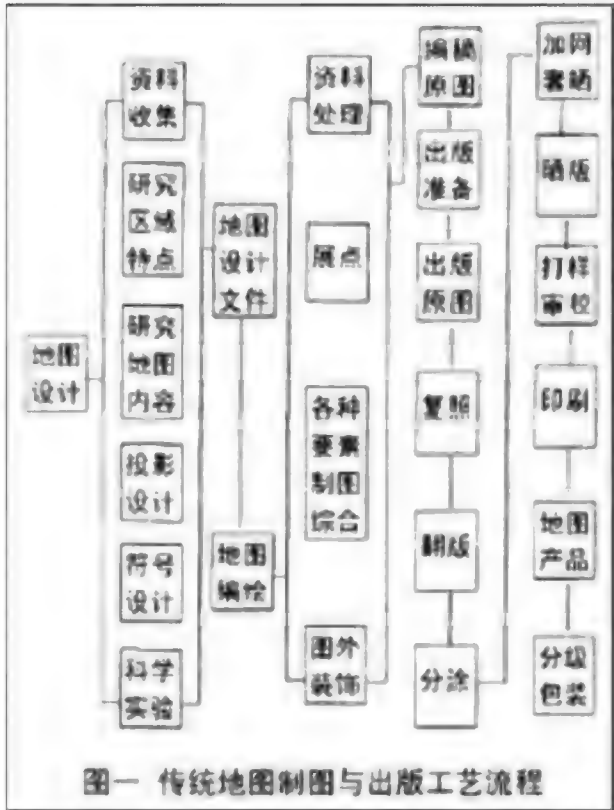 地图
设计
资料
收集
研究
区域
特点
研究
地图
内容
投影
设计
符号
设计
科学
实验
地图
设计
文件
地图
编绘
资料
处理
展点
各种
要素
制图
综合
图外
装饰
编稿
原图
出版
准备
出版
原图
复照
翻版
分涂
加网
套晒
晒版
打样
审校
印刷
地图
产品
分级
包装
图一 传统地图制图与出版工艺流程